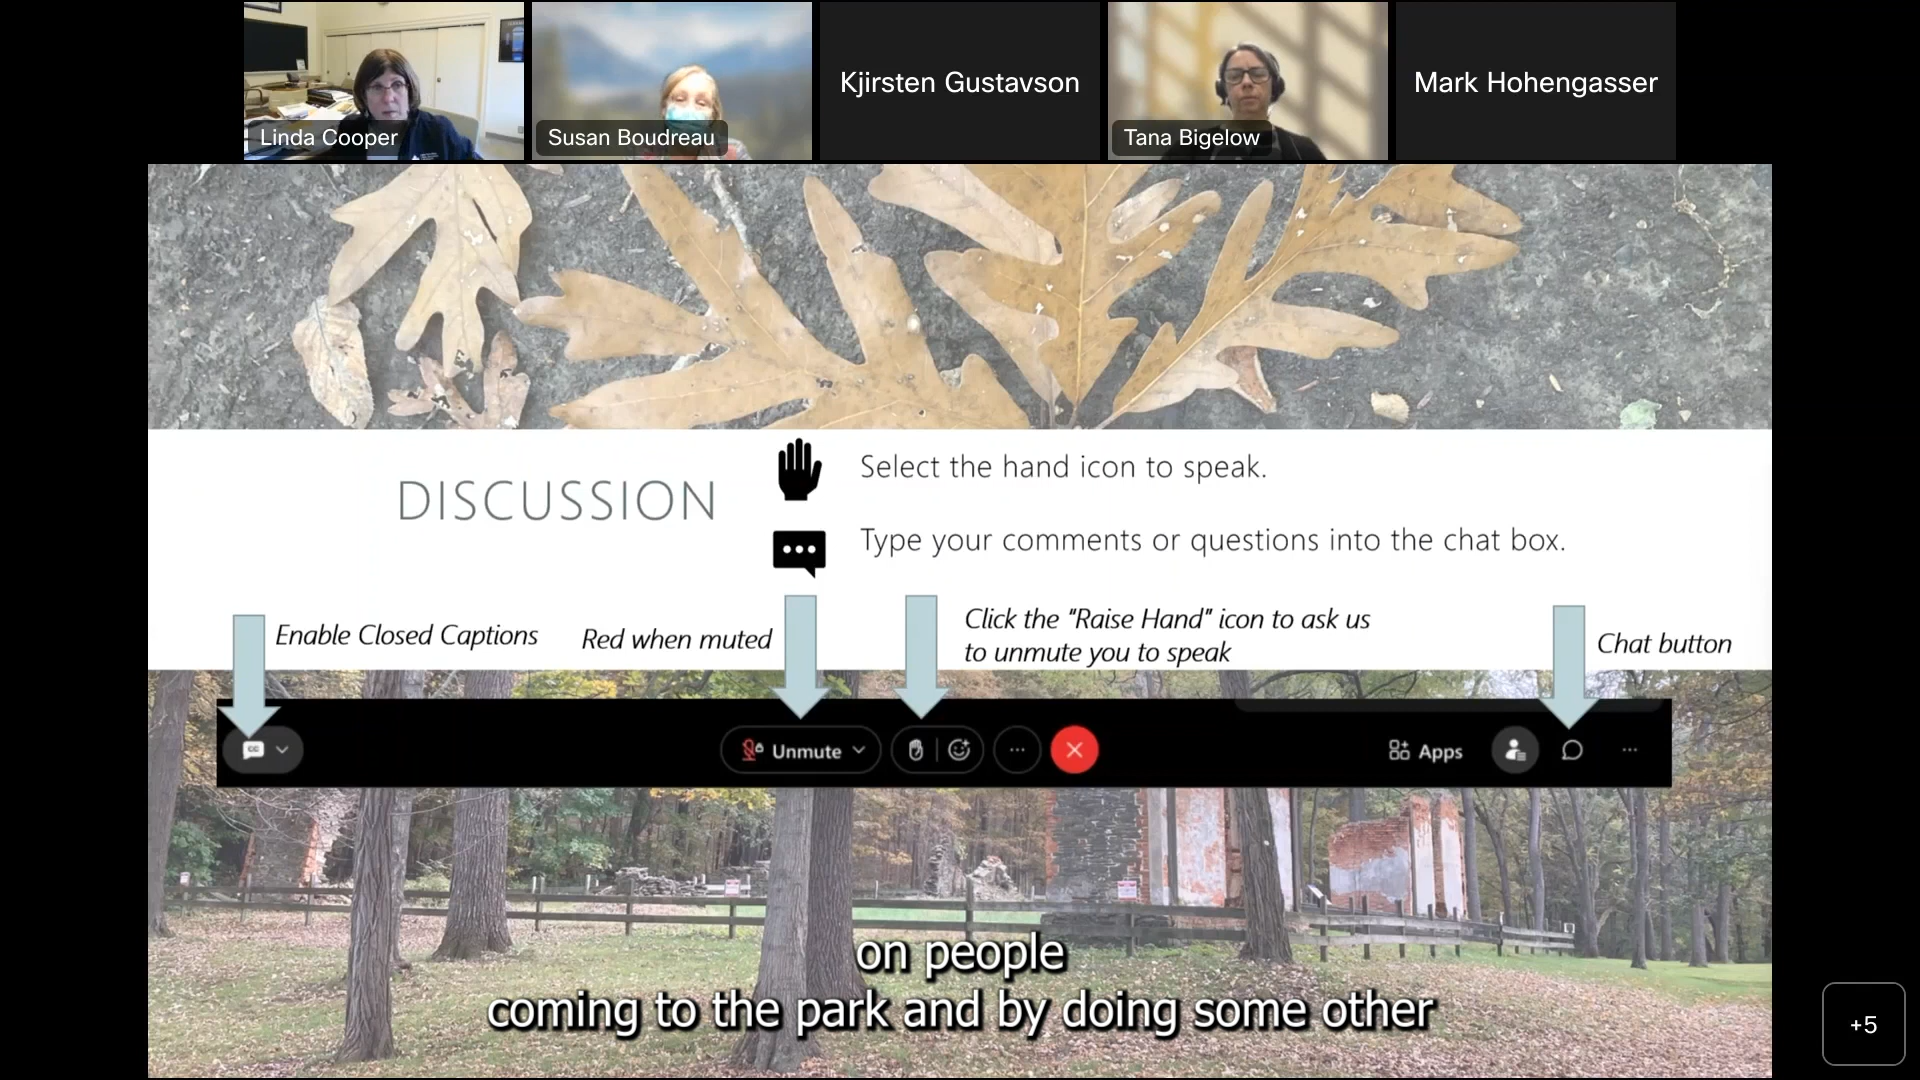 Linda Cooper
Susan Boudreau
Kjirsten Gustavson
Tana Bigelow
Mark Hohengasser
DISCUSSION
Select the hand icon to speak.
Type your comments or questions into the chat box.
Enable Closed Captions
Red when muted
Click the "Raise Hand" icon to ask us
to unmute you to speak
Chat button
CC
Unmute
Apps
on people
coming to the park and by doing some other
+5